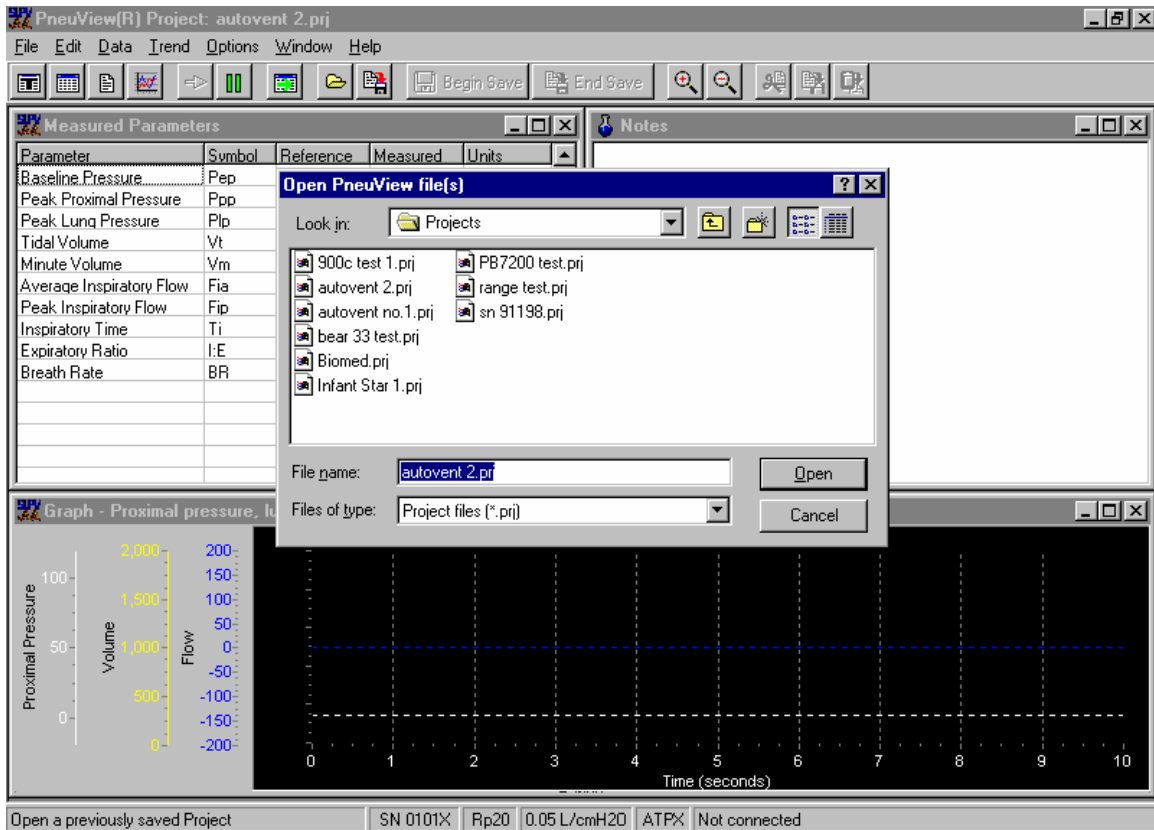 PneuView(R) Project: autovent 2.prj
File Edit Data Trend Options Window Help
Begin Save End Save
Measured Parameters
Notes
Parameter Symbol Reference Measured Units
Baseline Pressure Pep
Peak Proximal Pressure Ppp
Peak Lung Pressure Plp
Tidal Volume Vt
Minute Volume Vm
Average Inspiratory Flow Fia
Peak Inspiratory Flow Fip
Inspiratory Time Ti
Expiratory Ratio I:E
Breath Rate BR
Open PneuView file(s)
Look in: Projects
900c test 1.prj
autovent 2.prj
autovent no.1.prj
bear 33 test.prj
Biomed.prj
Infant Star 1.prj
PB7200 test.prj
range test.prj
sn 91198.prj
File name: autovent 2.prj
Open
Files of type: Project files (*.prj)
Cancel
Graph - Proximal pressure, lu
Proximal Pressure
100
50
0
Volume
2,000
1,500
1,000
500
0
Flow
200
150
100
50
0
-50
-100
-150
-200
0 1 2 3 4 5 6 7 8 9 10
Time (seconds)
Open a previously saved Project SN 0101X Rp20 0.05 L/cmH20 ATPX Not connected